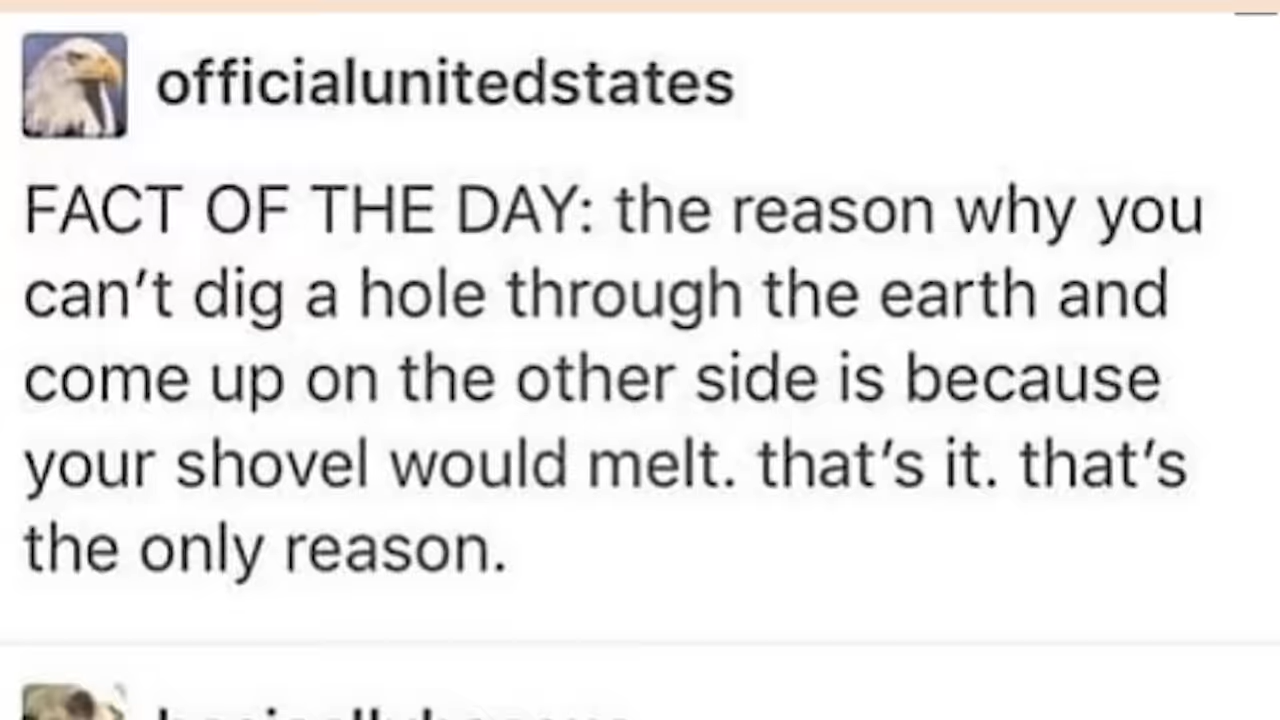 officialunitedstates
FACT OF THE DAY: the reason why you
can’t dig a hole through the earth and
come up on the other side is because
your shovel would melt. that’s it. that’s
the only reason.